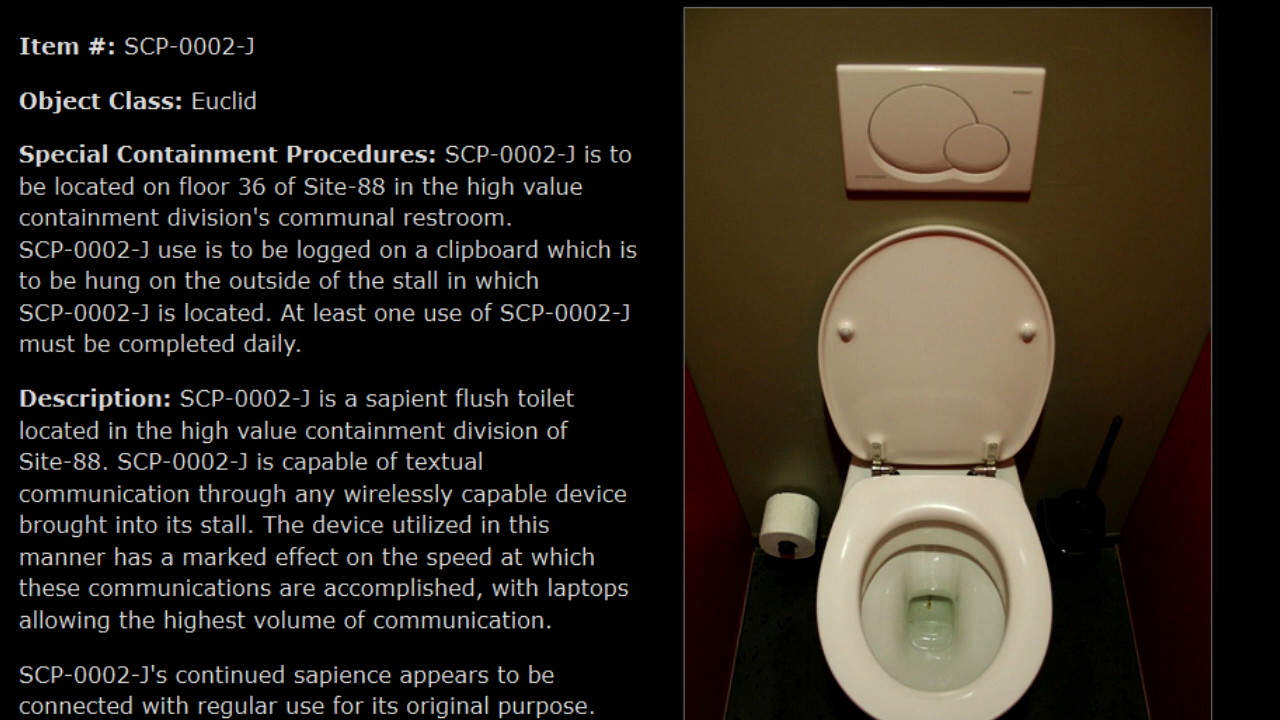 Item #: SCP-0002-J
Object Class: Euclid
Special Containment Procedures: SCP-0002-J is to
be located on floor 36 of Site-88 in the high value
containment division's communal restroom.
SCP-0002-J use is to be logged on a clipboard which is
to be hung on the outside of the stall in which
SCP-0002-J is located. At least one use of SCP-0002-J
must be completed daily.
Description: SCP-0002-J is a sapient flush toilet
located in the high value containment division of
Site-88. SCP-0002-J is capable of textual
communication through any wirelessly capable device
brought into its stall. The device utilized in this
manner has a marked effect on the speed at which
these communications are accomplished, with laptops
allowing the highest volume of communication.
SCP-0002-J's continued sapience appears to be
connected with regular use for its original purpose.